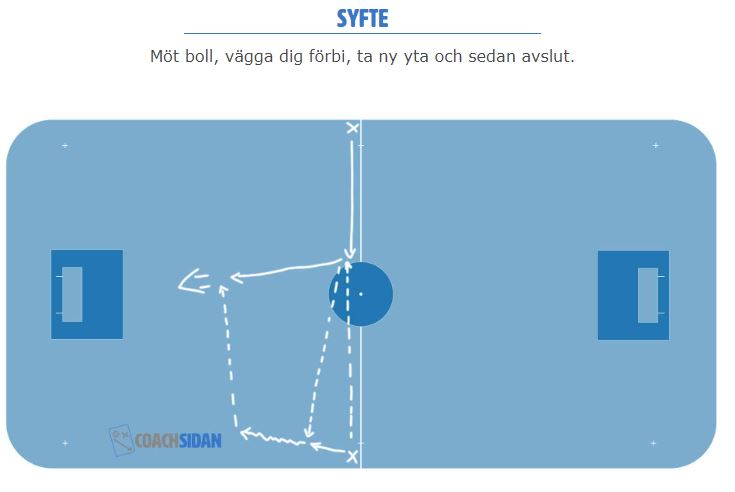 SYFTE
Möt boll, vägga dig förbi, ta ny yta och sedan avslut.
X
X
COACHSIDAN